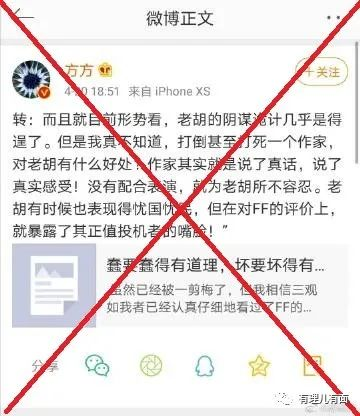 微博正文
方方
+关注
4-20 18:51 来自 iPhone XS
转：而且就目前形势看，老胡的阴谋诡计几乎是得
逞了。但是我真不知道，打倒甚至打死一个作家，
对老胡有什么好处？作家其实就是说了真话，说了
真实感受！没有配合表演，就为老胡所不容忍。老
胡有时候也表现得忧国忧民，但在对FF的评价上，
就暴露了其正值投机者的嘴脸！”
蠢要蠢得有道理，坏要坏得有...
虽然已经被一剪梅了，但我相信三观
如我者已经认真仔细地看过了FF的...
分享
有理儿有面